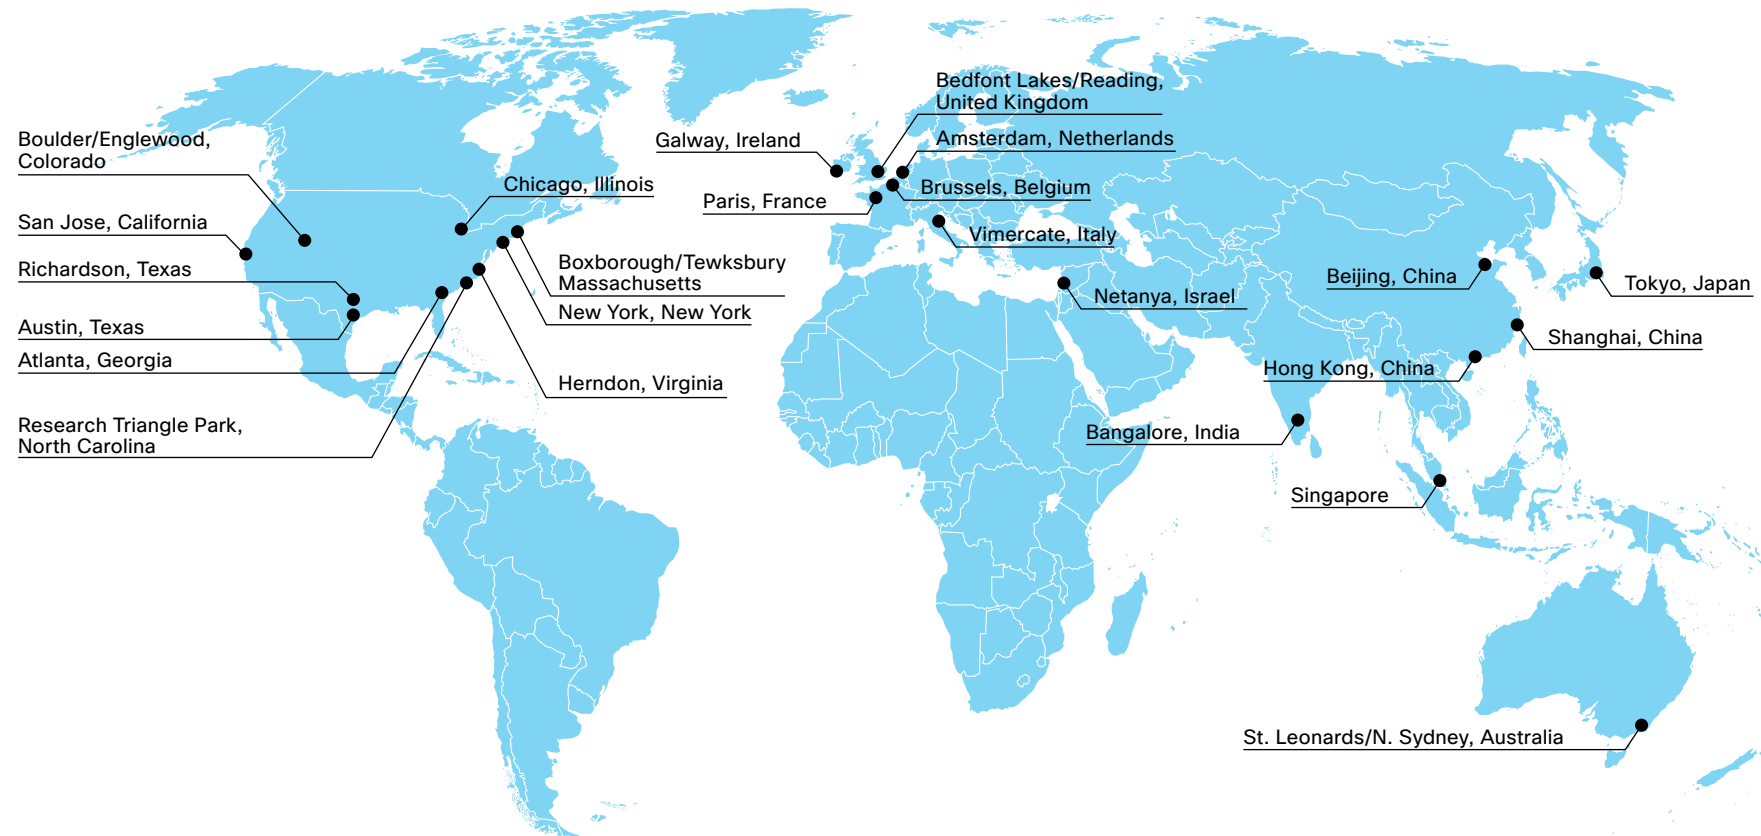 Boulder/Englewood,
Colorado
San Jose, California
Richardson, Texas
Austin, Texas
Atlanta, Georgia
Research Triangle Park,
North Carolina
Chicago, Illinois
Boxborough/Tewksbury
Massachusetts
New York, New York
Herndon, Virginia
Galway, Ireland
Paris, France
Bedfont Lakes/Reading,
United Kingdom
Amsterdam, Netherlands
Brussels, Belgium
Vimercate, Italy
Netanya, Israel
Bangalore, India
Beijing, China
Tokyo, Japan
Shanghai, China
Hong Kong, China
Singapore
St. Leonards/N. Sydney, Australia